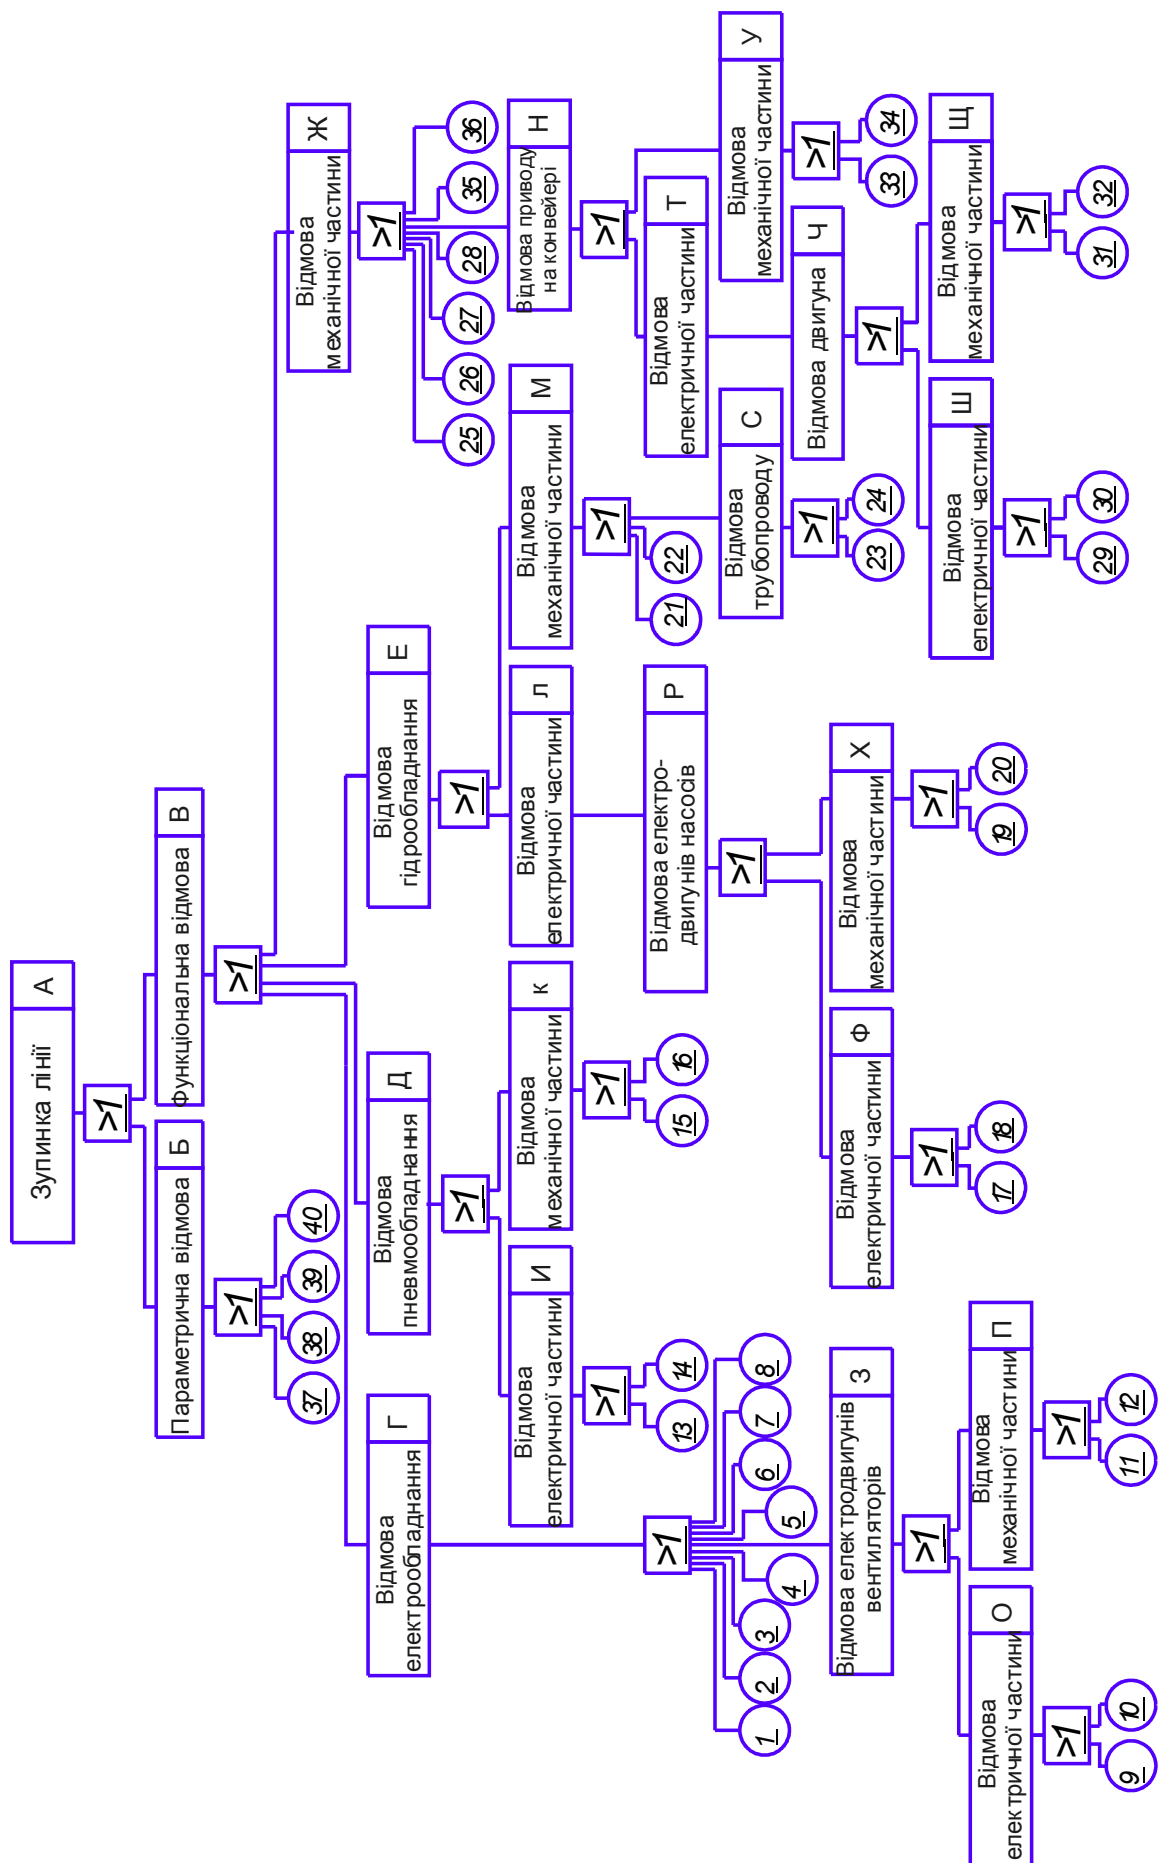 Зупинка лінії
А
>1
Параметрична відмова
Б
Функціональна відмова
В
>1
37
38
39
40
>1
Відмова
електрообладнання
Г
Відмова
пневмообладнання
Д
Відмова
гідрообладнання
Е
Відмова
механічної частини
Ж
>1
>1
>1
25
26
27
28
35
36
Відмова
електричної частини
И
Відмова
механічної частини
к
Відмова
електричної частини
л
Відмова
механічної частини
М
Відмова приводу
на конвейері
Н
>1
>1
>1
>1
13
14
15
16
21
22
>1
Відмова електро-
двигунів насосів
Р
Відмова
електричної частини
Т
1
2
3
4
5
6
7
8
>1
Відмова
трубопроводу
С
Відмова
механічної частини
У
>1
23
24
Відмова двигуна
Ч
>1
33
34
Відмова електродвигунів
вентиляторів
З
Відмова
електричної частини
Ф
Відмова
механічної частини
Х
>1
>1
>1
>1
17
18
19
20
Відмова
електричної частини
Ш
Відмова
механічної частини
Щ
Відмова
електричної частини
О
Відмова
механічної частини
П
>1
>1
29
30
31
32
>1
>1
9
10
11
12